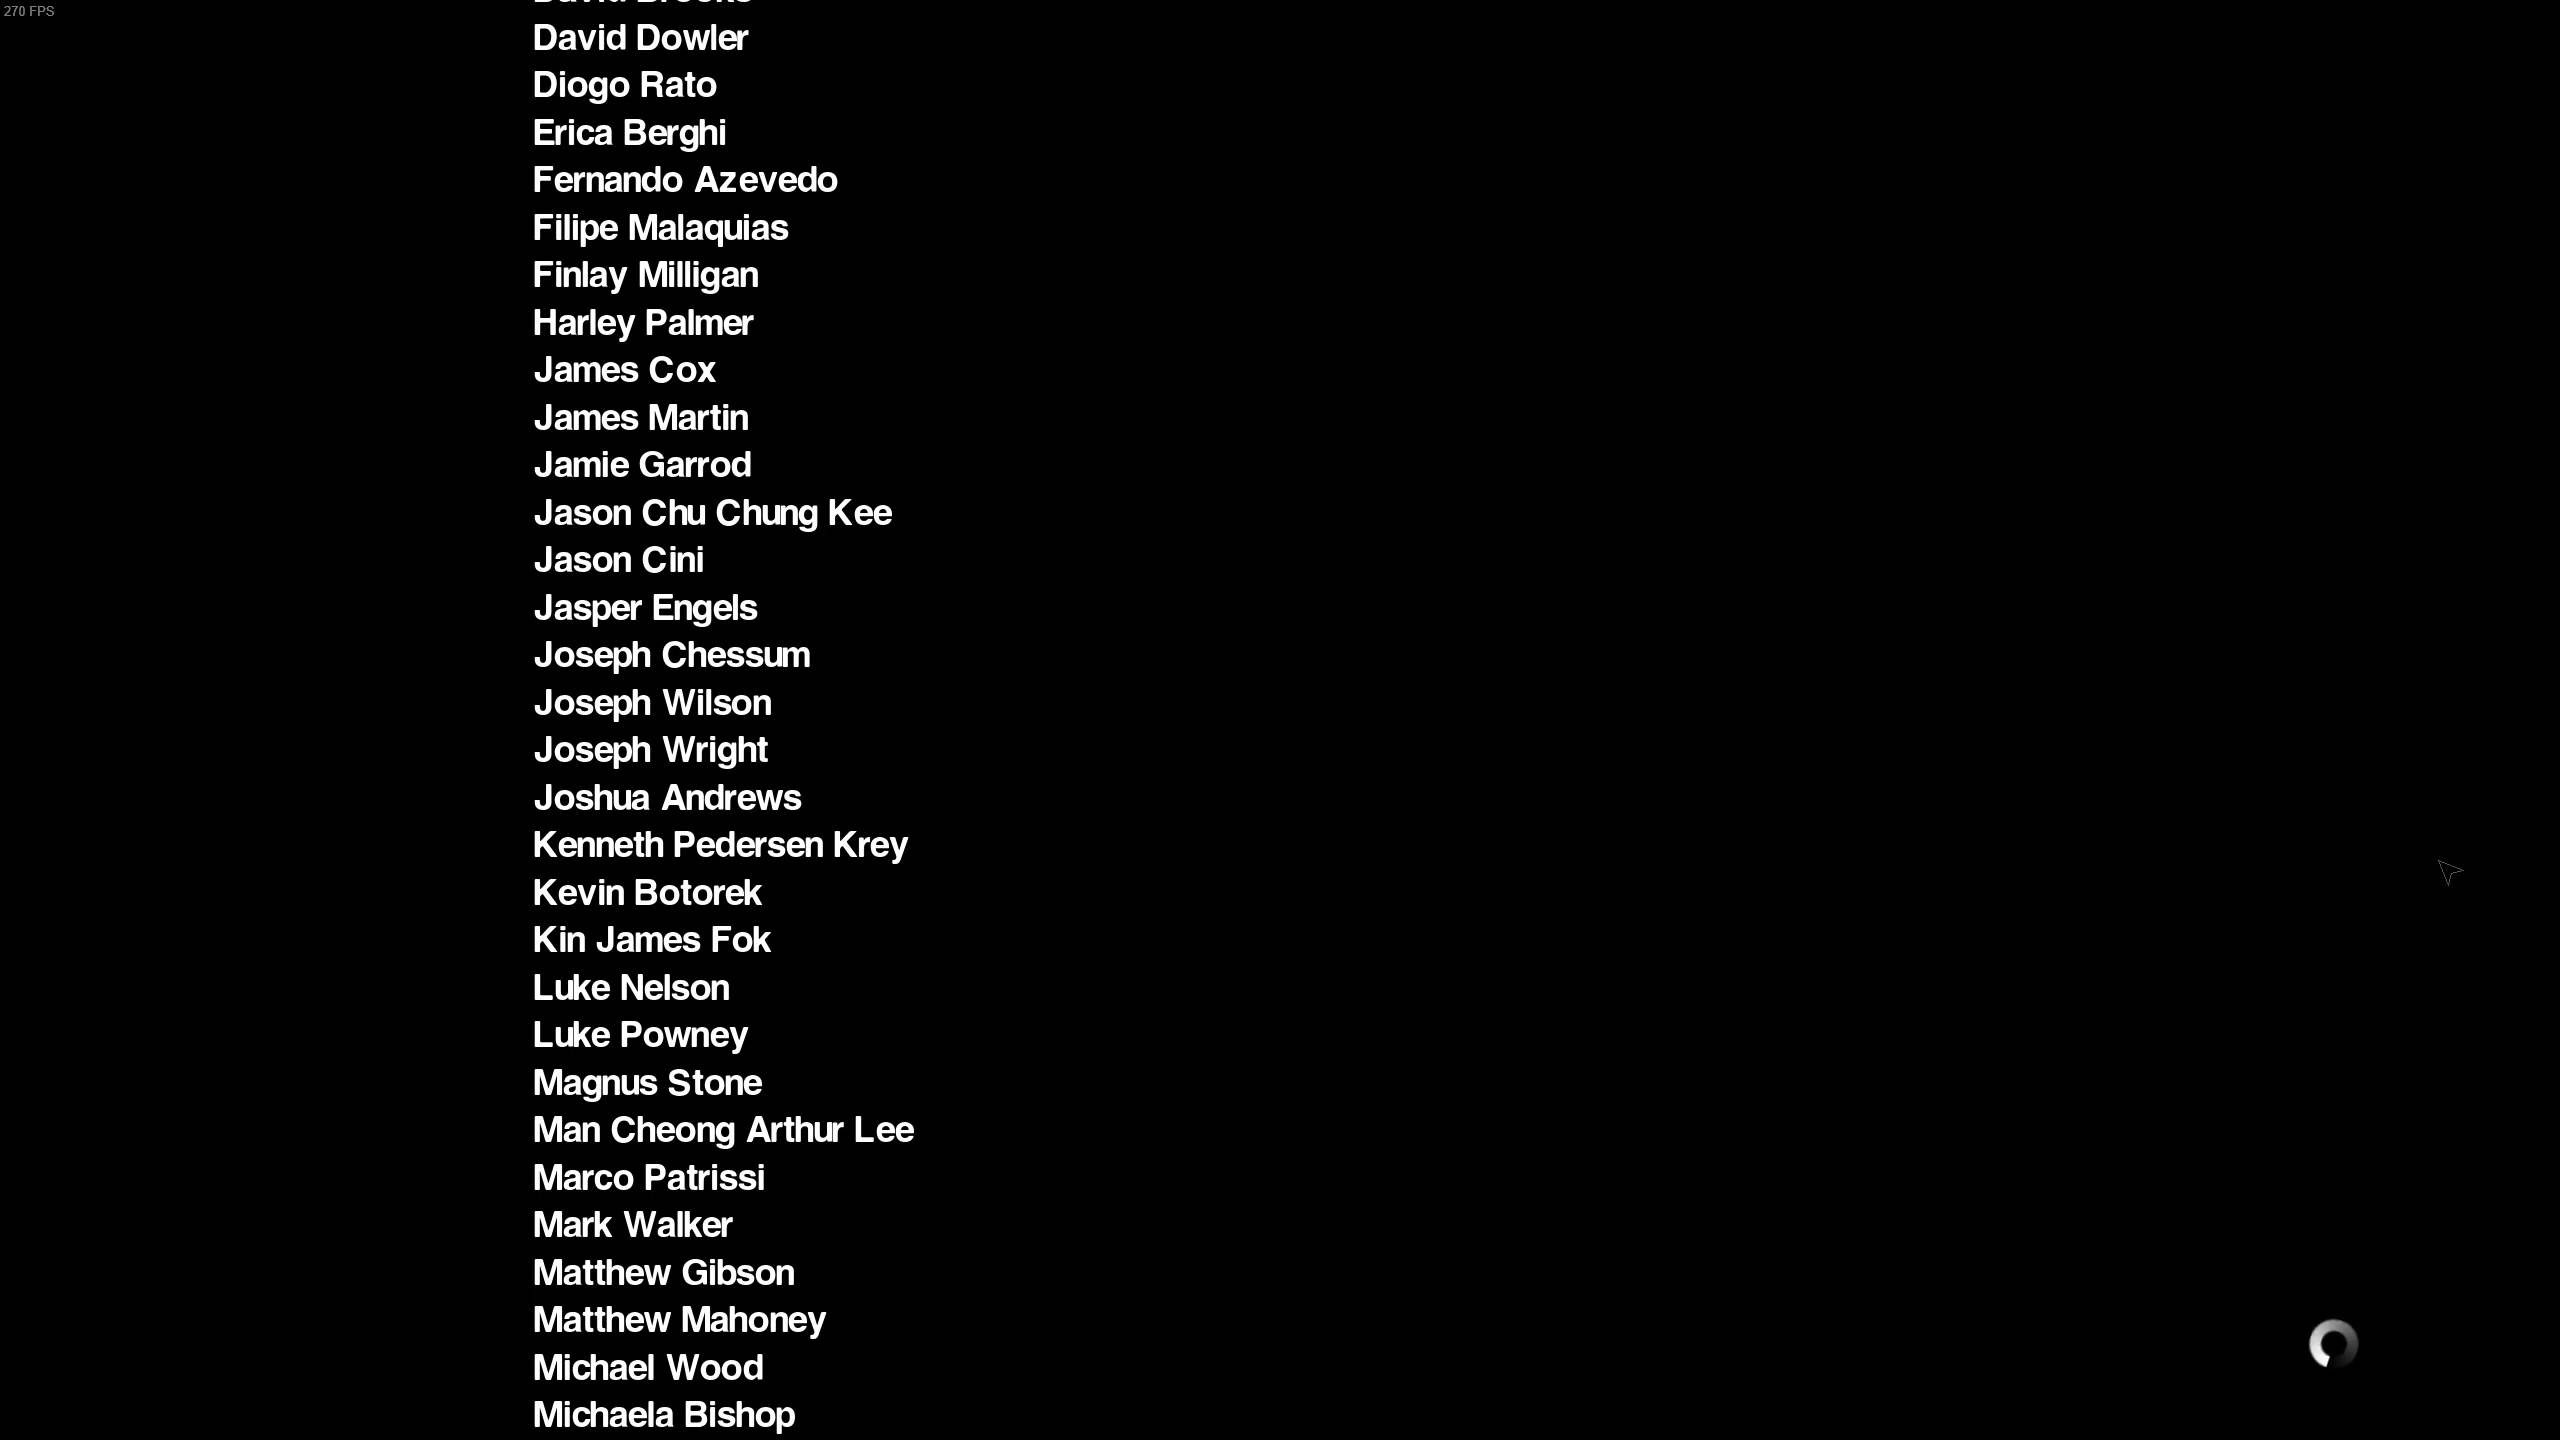 270 FPS
David Brooks
David Dowler
Diogo Rato
Erica Berghi
Fernando Azevedo
Filipe Malaquias
Finlay Milligan
Harley Palmer
James Cox
James Martin
Jamie Garrod
Jason Chu Chung Kee
Jason Cini
Jasper Engels
Joseph Chessum
Joseph Wilson
Joseph Wright
Joshua Andrews
Kenneth Pedersen Krey
Kevin Botorek
Kin James Fok
Luke Nelson
Luke Powney
Magnus Stone
Man Cheong Arthur Lee
Marco Patrissi
Mark Walker
Matthew Gibson
Matthew Mahoney
Michael Wood
Michaela Bishop